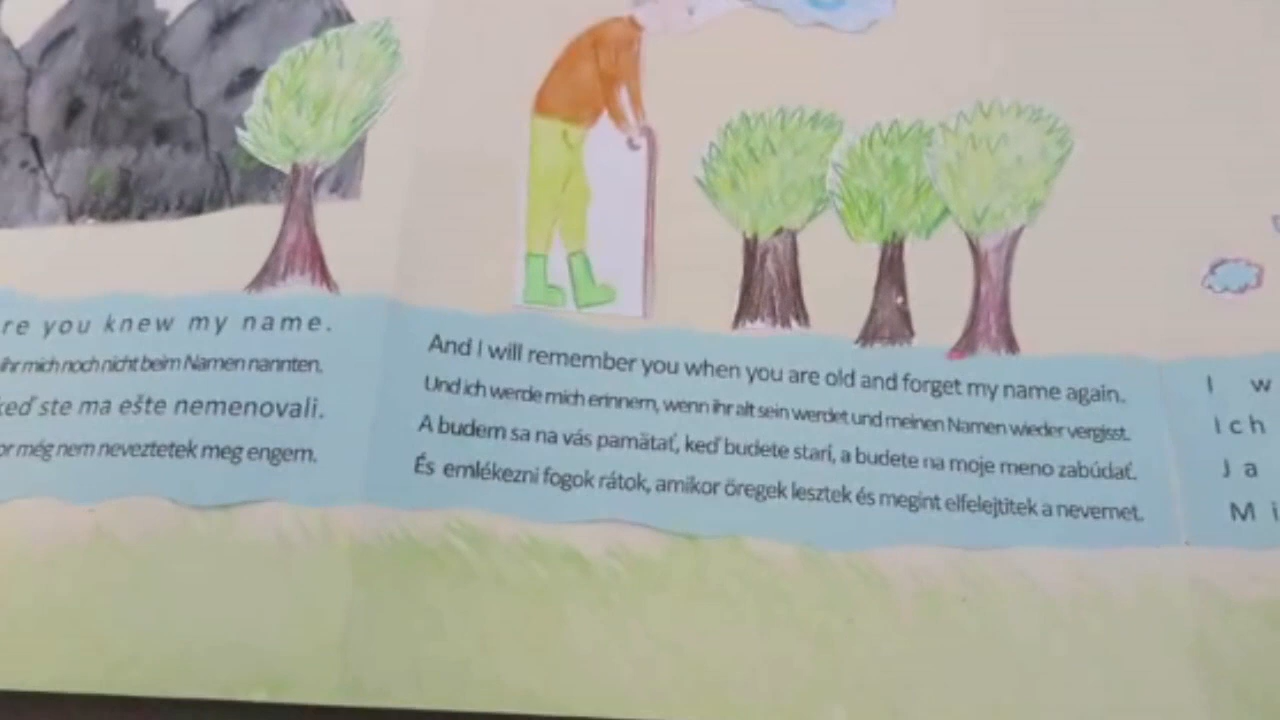 re you knew my name.
ihr mich noch nicht beim Namen nannten.
keď ste ma ešte nemenovali.
or még nem neveztetek meg engem.
And I will remember you when you are old and forget my name again.
Und ich werde mich erinnern, wenn ihr alt sein werdet und meinen Namen wieder vergisst.
A budem sa na vás pamätať, keď budete starí, a budete na moje meno zabúdať.
És emlékezni fogok rátok, amikor öregek lesztek és megint elfelejtitek a nevemet.
I w
Ich
Ja
Mi